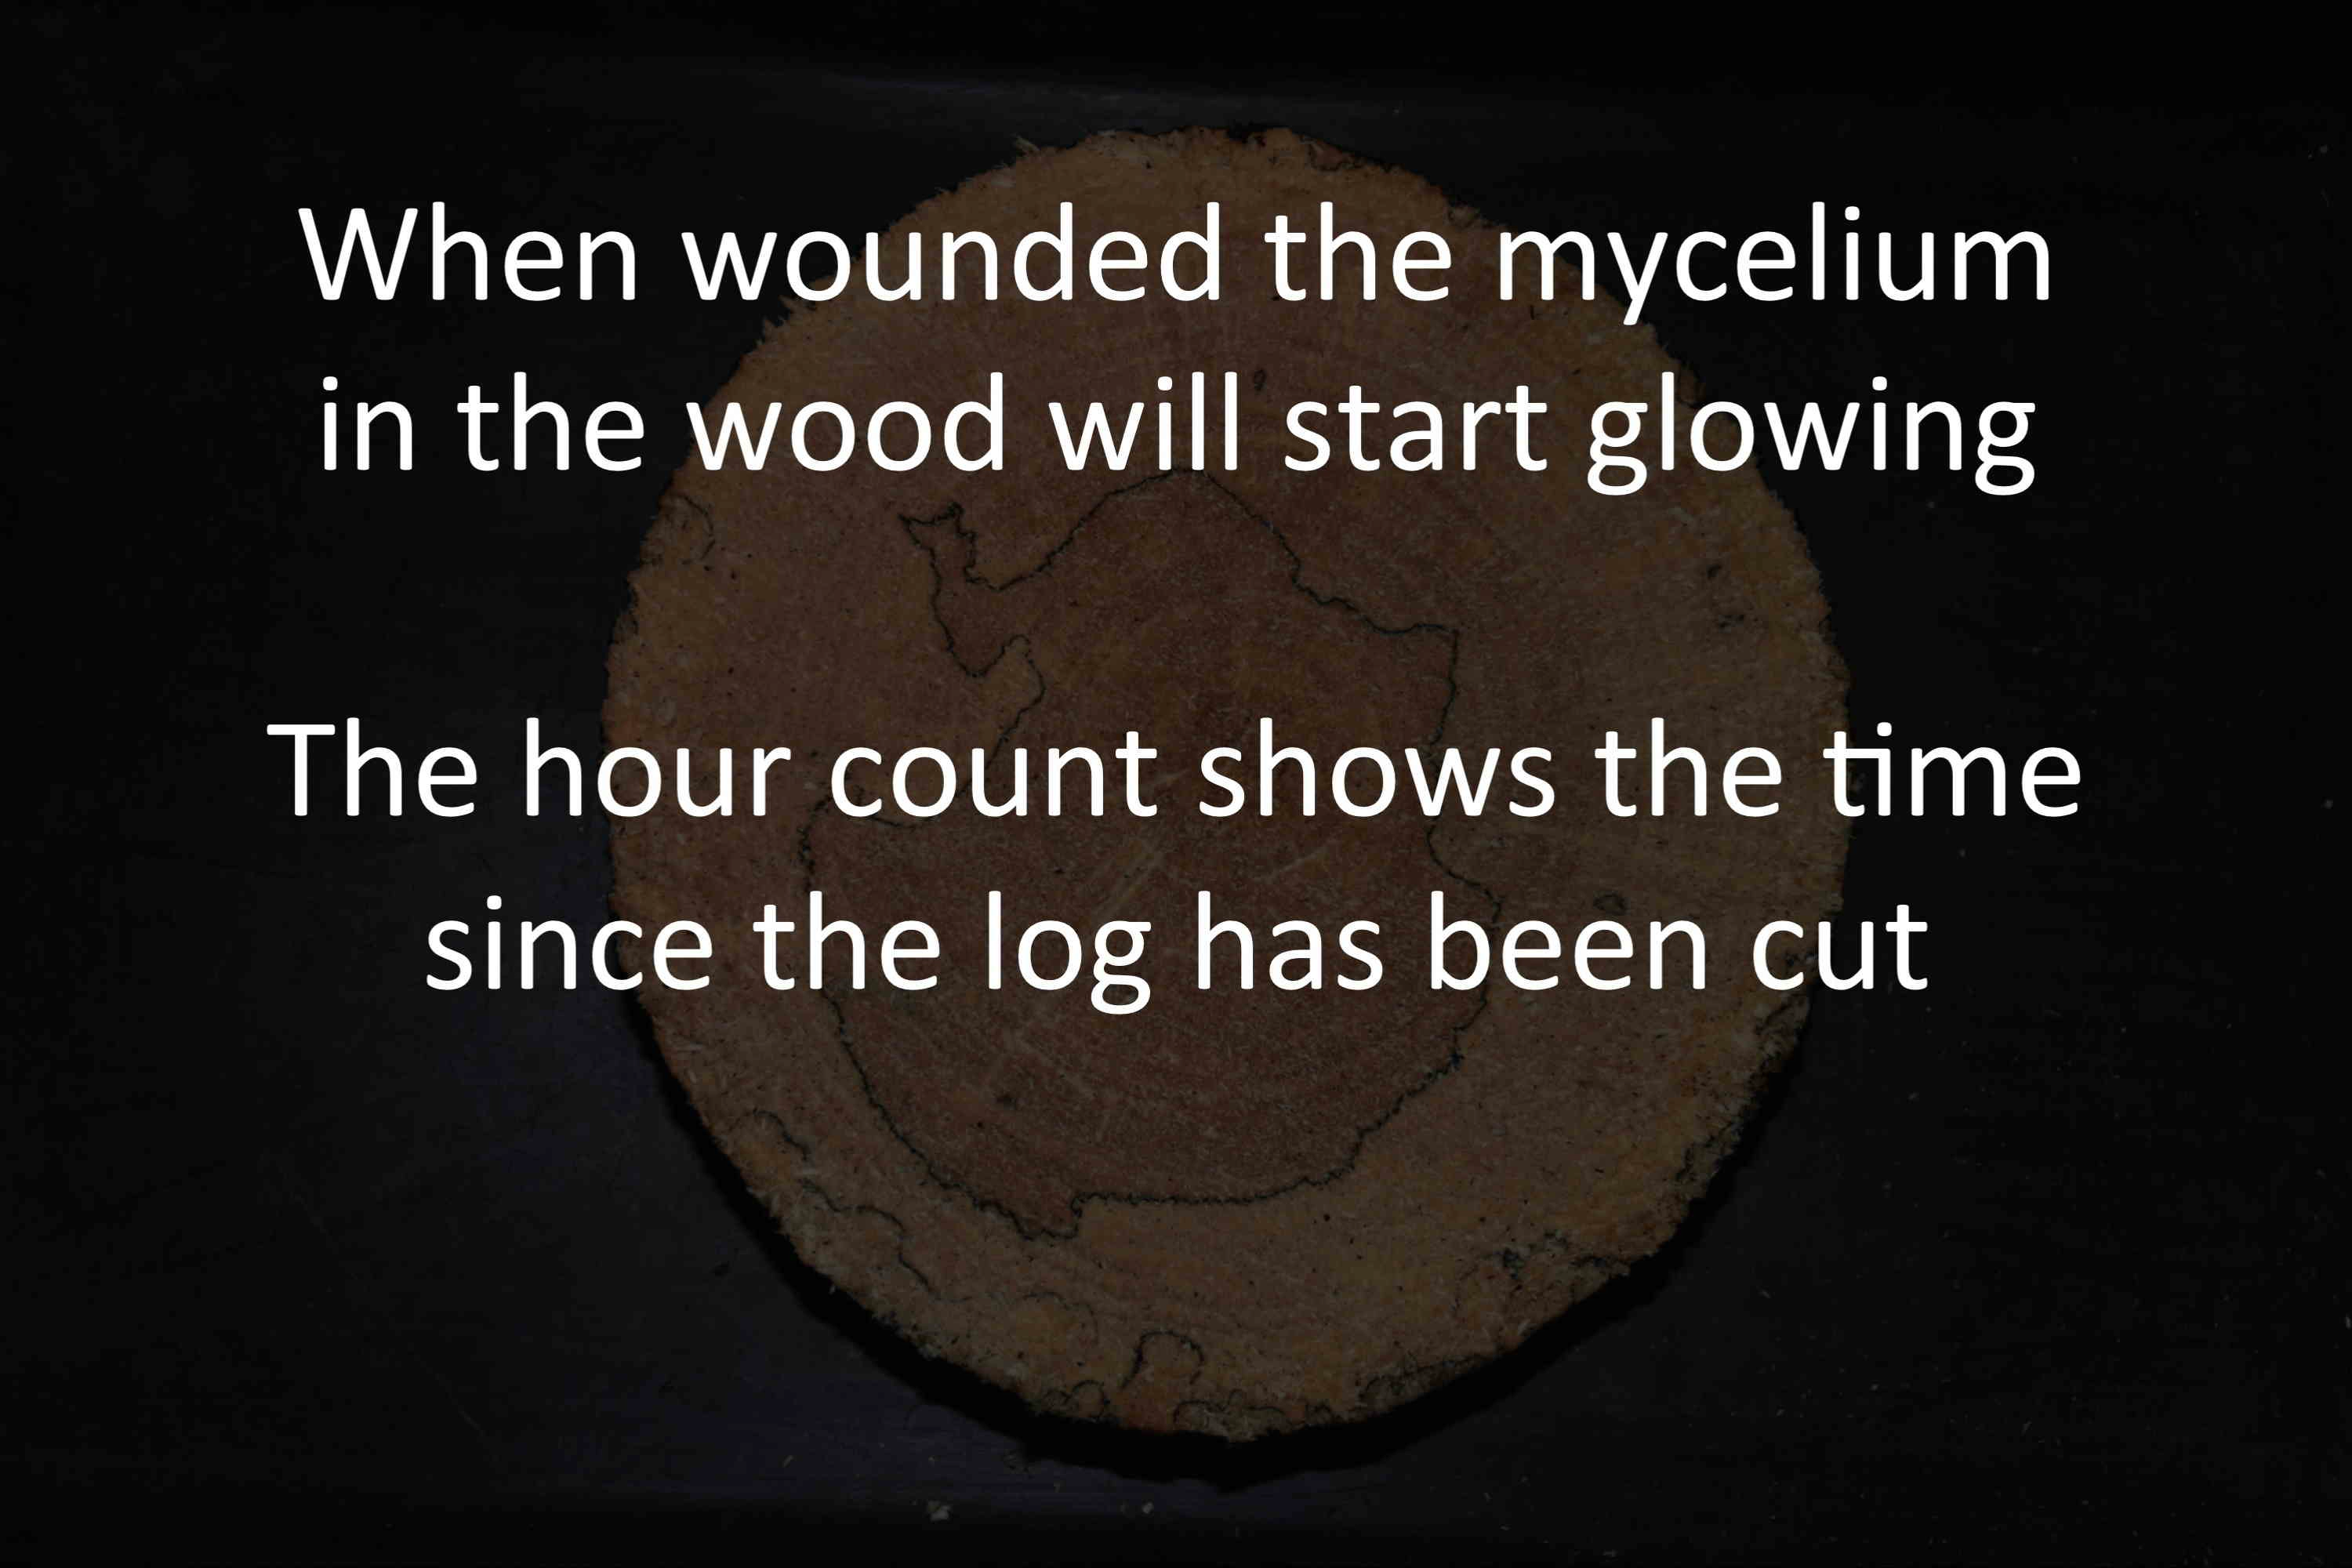 When wounded the mycelium
in the wood will start glowing
The hour count shows the time
since the log has been cut